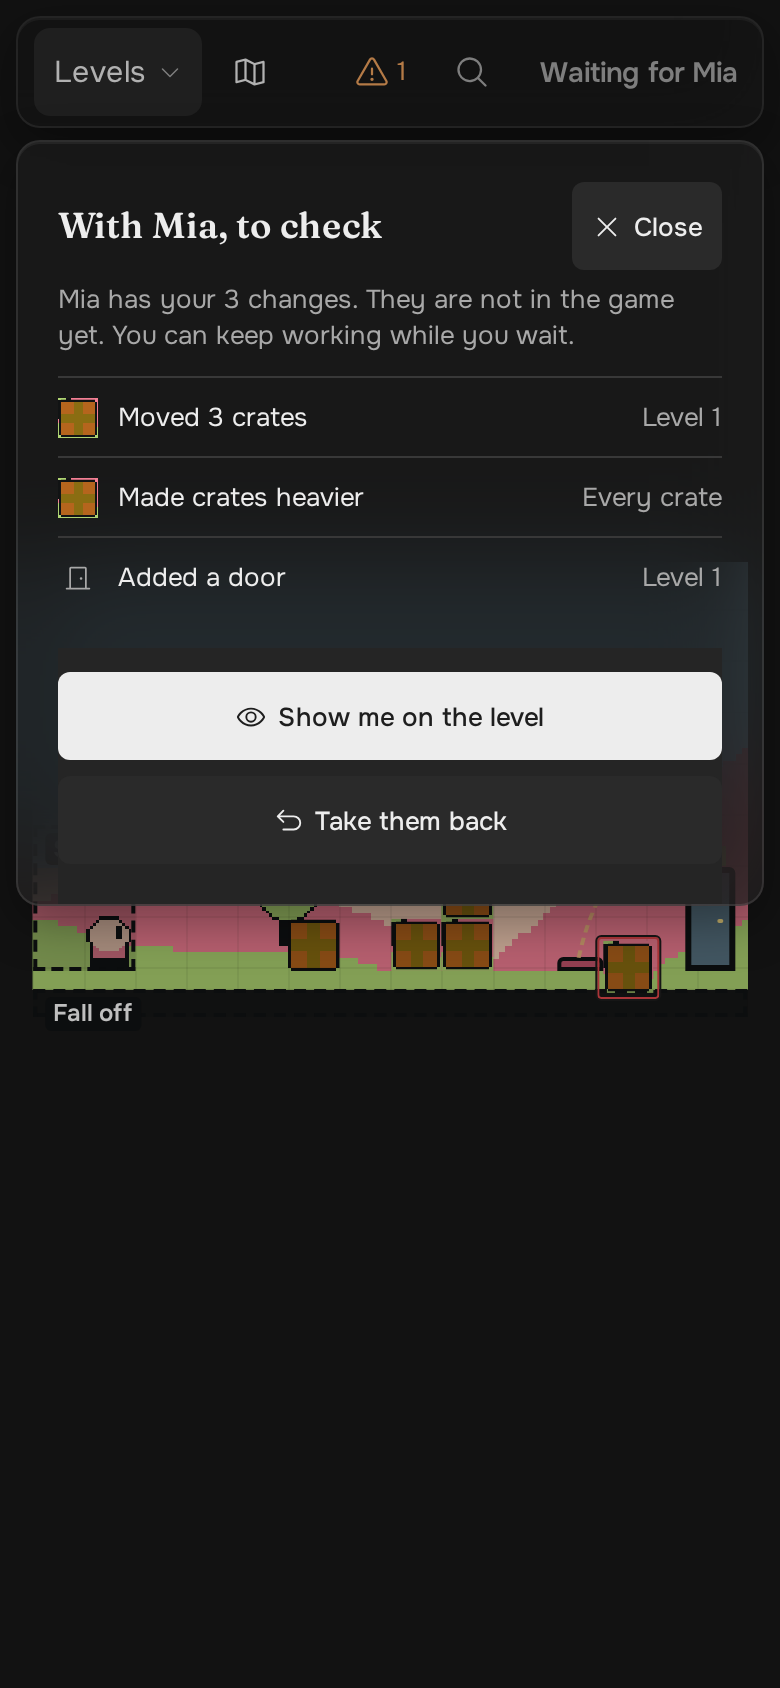 Levels
1
Waiting for Mia
With Mia, to check
Close
Mia has your 3 changes. They are not in the game
yet. You can keep working while you wait.
Moved 3 crates
Level 1
Made crates heavier
Every crate
Added a door
Level 1
Show me on the level
Take them back
Fall off